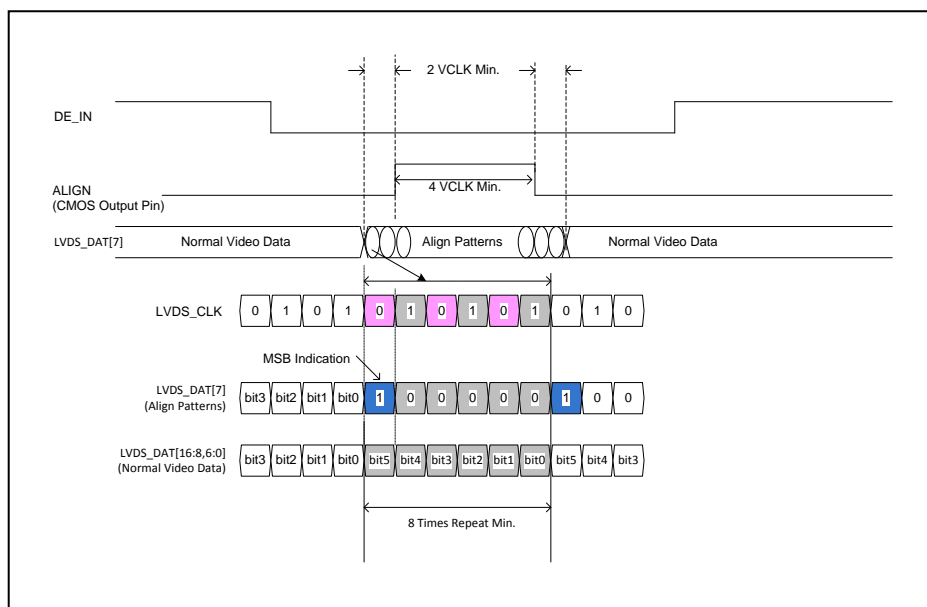 2 VCLK Min.
DE_IN
4 VCLK Min.
ALIGN
(CMOS Output Pin)
LVDS_DAT[7] Normal Video Data Align Patterns Normal Video Data
LVDS_CLK 0 1 0 1 0 1 0 1 0 1 0 1 0
MSB Indication
LVDS_DAT[7]
(Align Patterns)
bit3 bit2 bit1 bit0 1 0 0 0 0 0 1 0 0
LVDS_DAT[16:8,6:0]
(Normal Video Data)
bit3 bit2 bit1 bit0 bit5 bit4 bit3 bit2 bit1 bit0 bit5 bit4 bit3
8 Times Repeat Min.